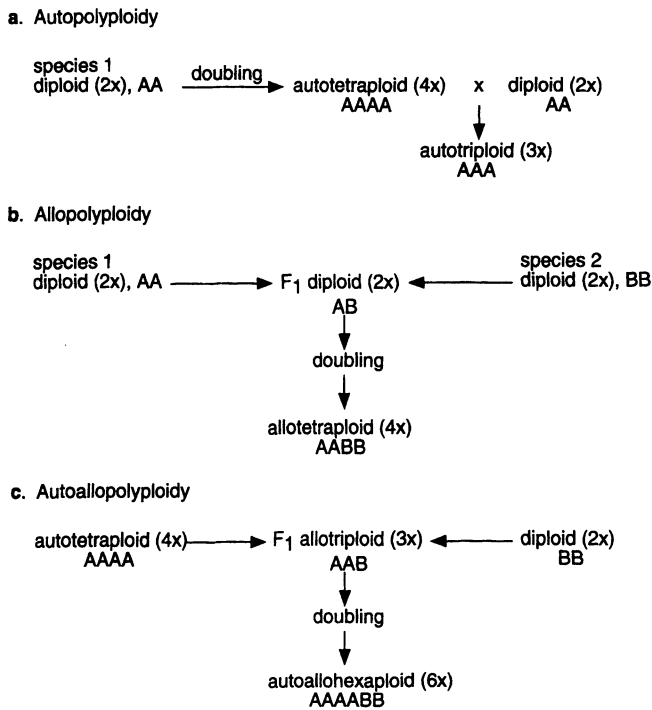 a. Autopolyploidy
species 1
diploid (2x), AA
doubling
autotetraploid (4x) x diploid (2x)
AAAA AA
autotriploid (3x)
AAA
b. Allopolyploidy
species 1
diploid (2x), AA
F1 diploid (2x)
species 2
diploid (2x), BB
AB
doubling
allotetraploid (4x)
AABB
c. Autoallopolyploidy
autotetraploid (4x)
AAAA
F1 allotriploid (3x)
AAB
diploid (2x)
BB
doubling
autoallohexaploid (6x)
AAAABB